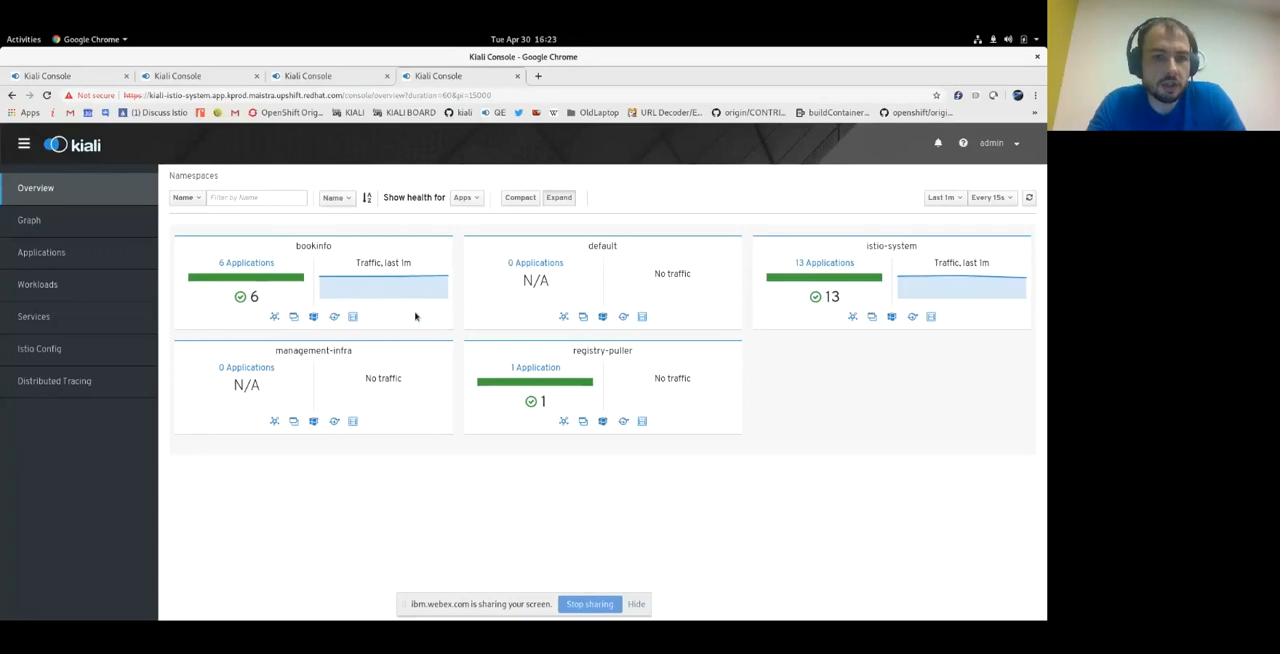 Activities Google Chrome Tue Apr 30 16:23
Kiali Console - Google Chrome
Kiali Console × Kiali Console × Kiali Console × Kiali Console × +
Not secure https://kiali-istio-system.app.kprod.maistra.upshift.redhat.com/console/overview?duration=60&pi=15000
Apps (1) Discuss Istio OpenShift Orig... KIALI KIALI BOARD kiali QE OldLaptop URL Decoder/E... origin/CONTRI... buildContainer... openshift/origi... »
kiali admin
Overview
Graph
Applications
Workloads
Services
Istio Config
Distributed Tracing
Namespaces
Name Filter by Name Name Show health for Apps Compact Expand Last 1m Every 15s
bookinfo
6 Applications Traffic, last 1m
6
default
0 Applications No traffic
N/A
istio-system
13 Applications Traffic, last 1m
13
management-infra
0 Applications No traffic
N/A
registry-puller
1 Application No traffic
1
ibm.webex.com is sharing your screen. Stop sharing Hide